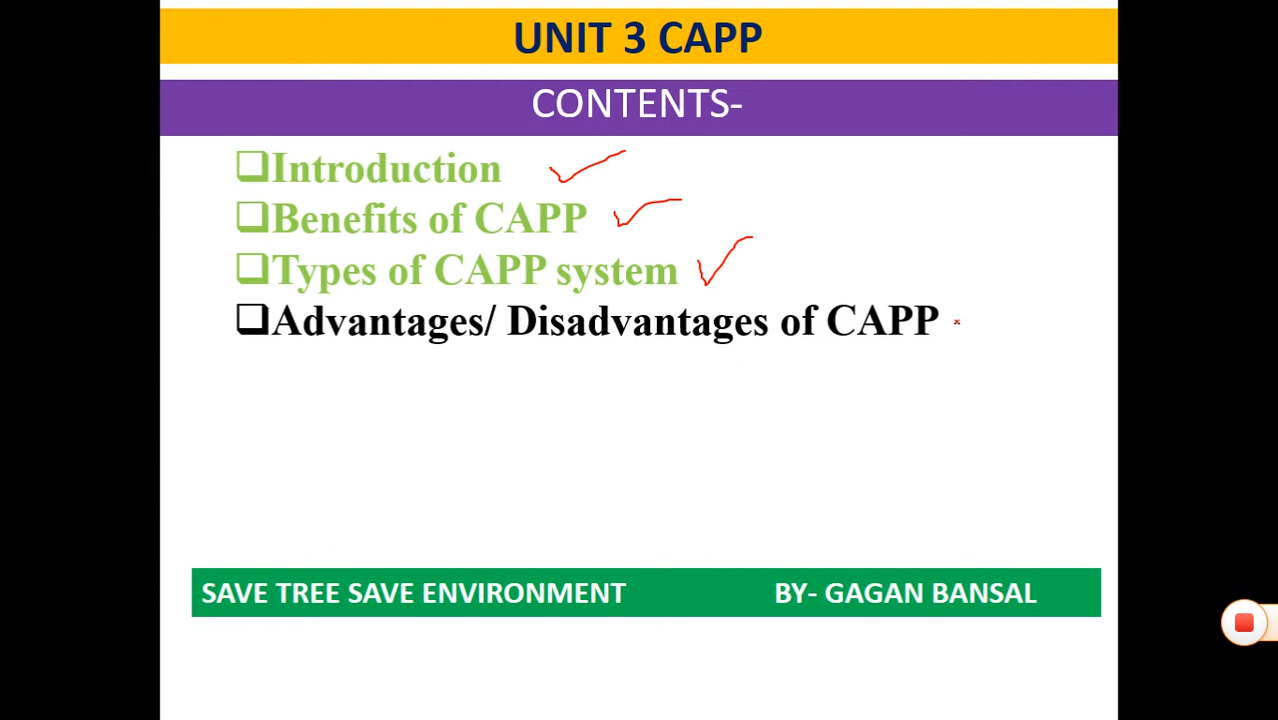 UNIT 3 CAPP
CONTENTS-
Introduction
Benefits of CAPP
Types of CAPP system
Advantages/ Disadvantages of CAPP
SAVE TREE SAVE ENVIRONMENT BY- GAGAN BANSAL